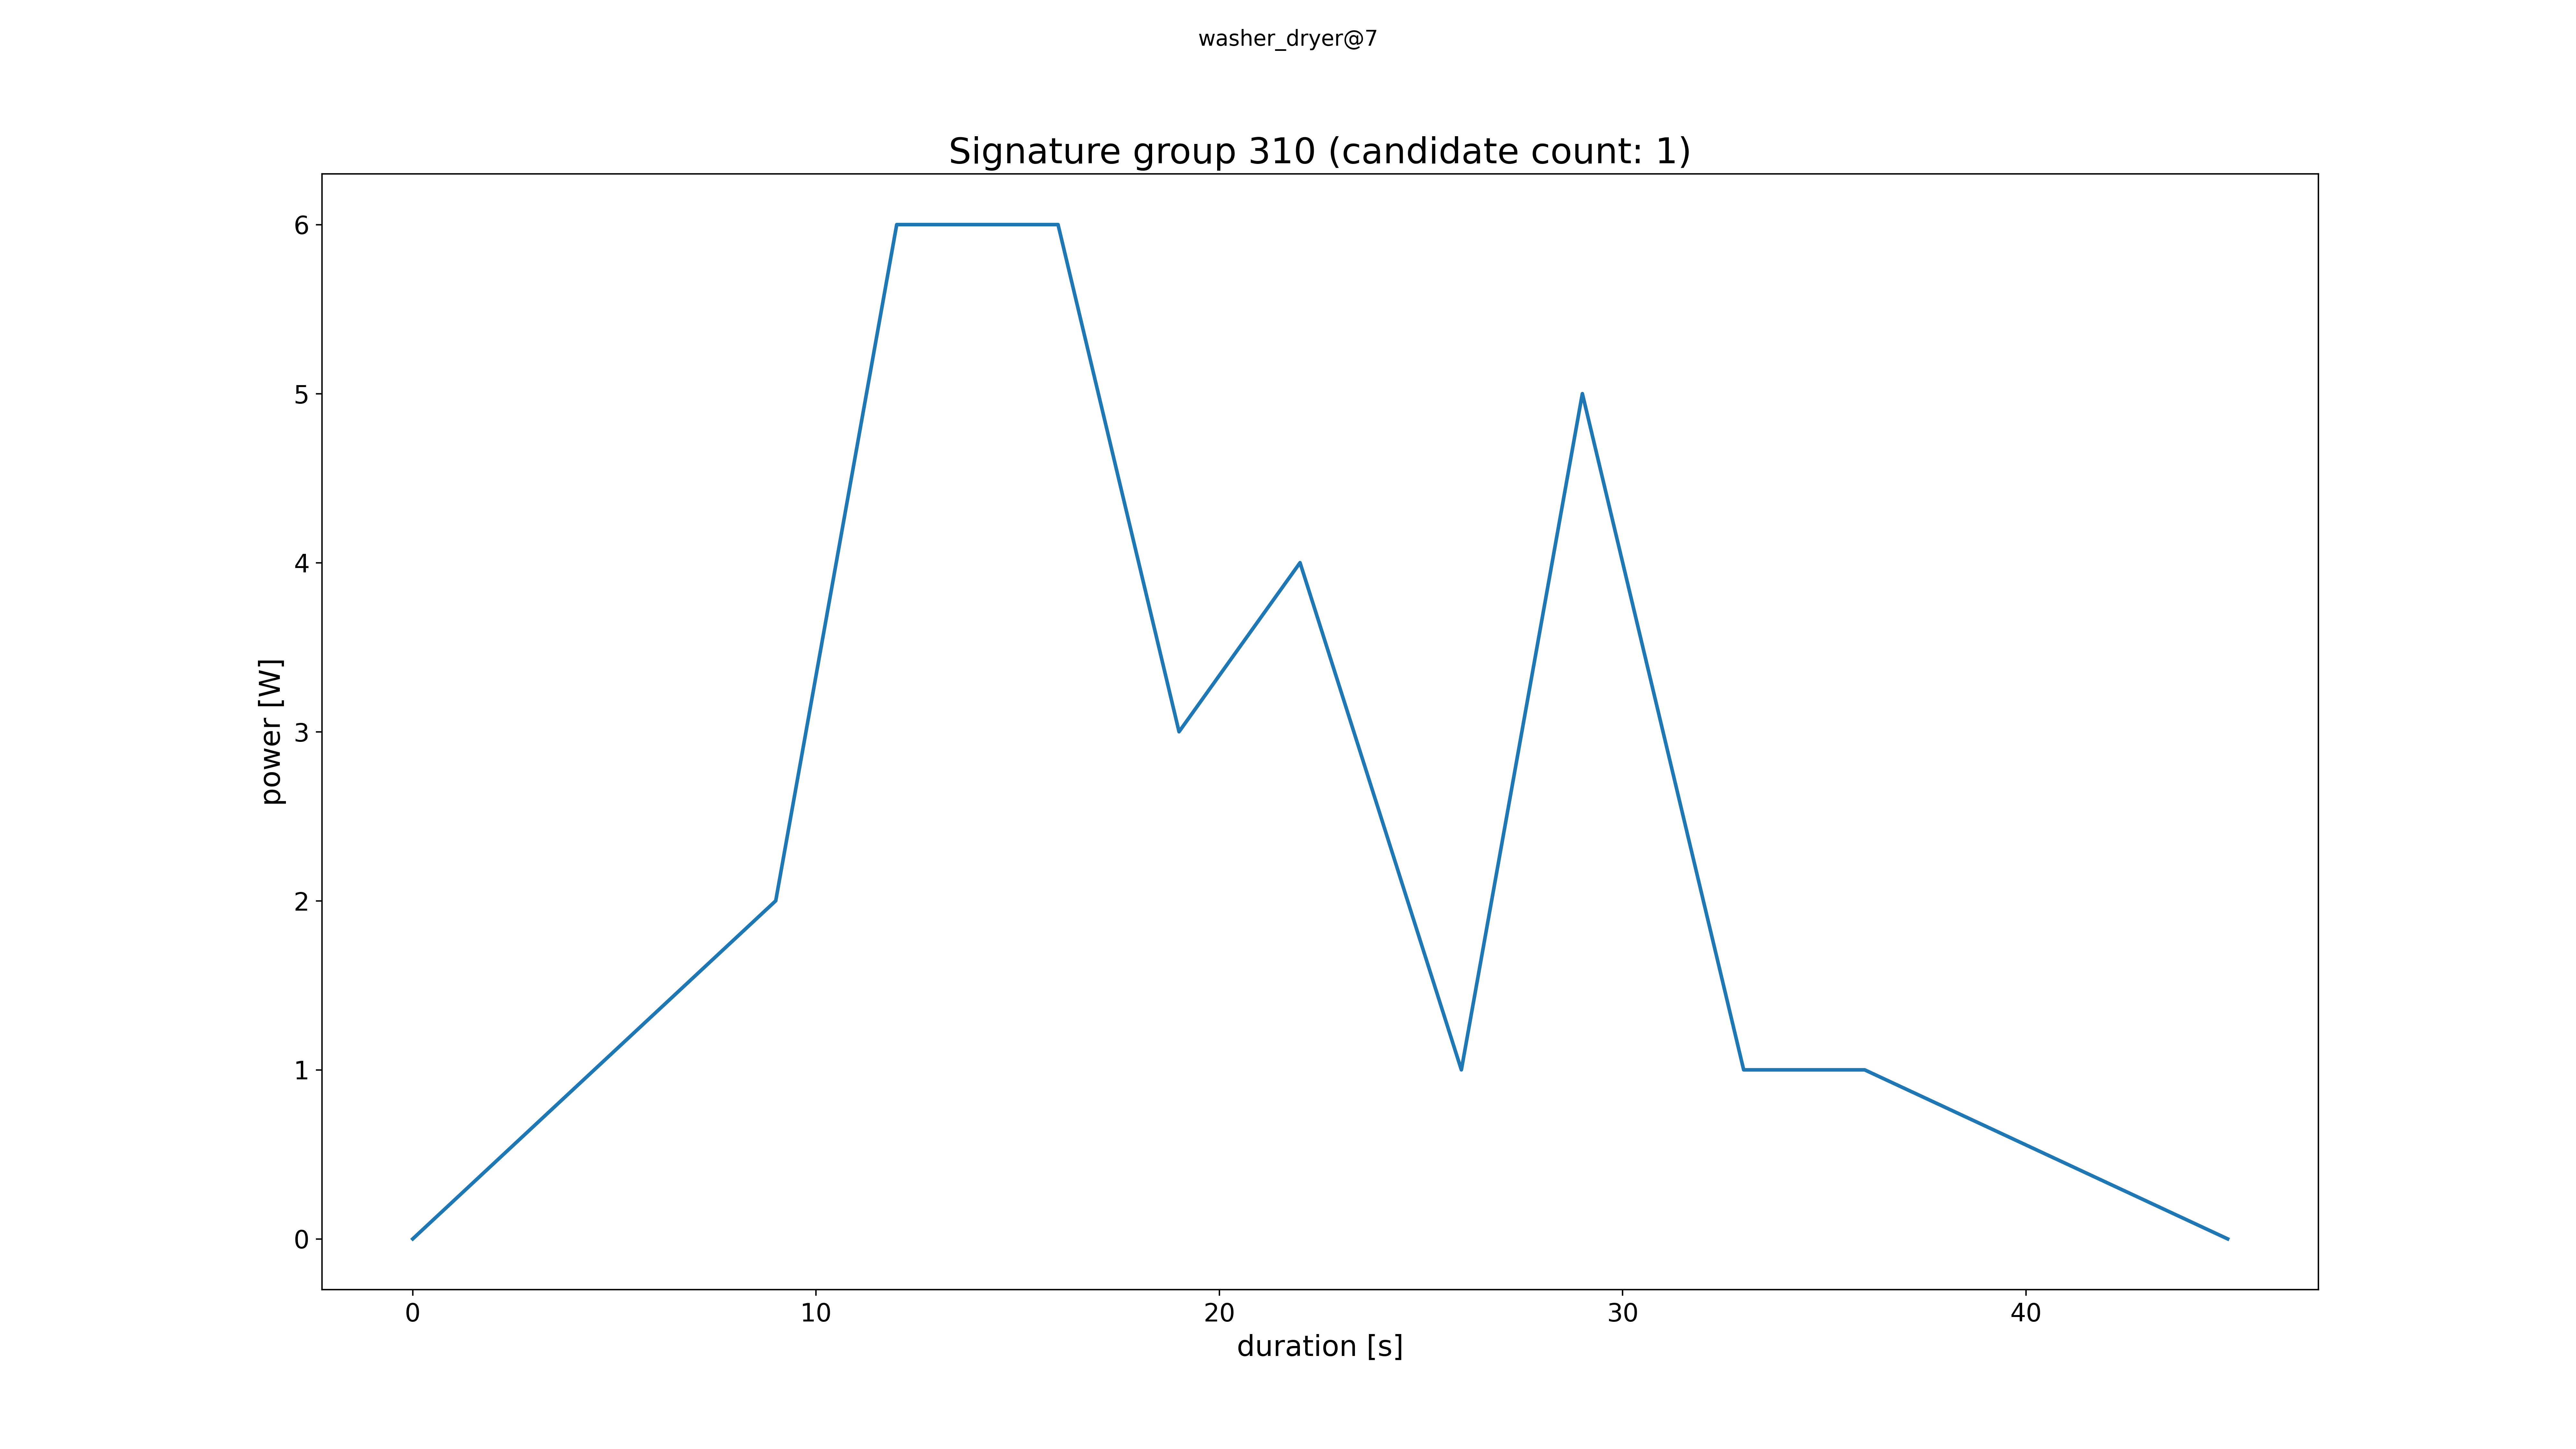 washer_dryer@7
Signature group 310 (candidate count: 1)
6
5
4
3
2
1
0
power [W]
0 10 20 30 40
duration [s]